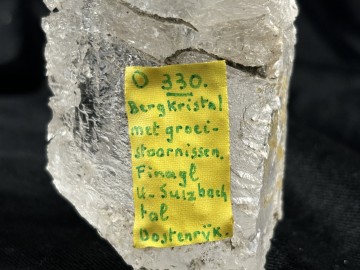 O 330.
Bergkristal
met groei-
stoornissen.
Finagl
U-Sulzbach
tal
Oostenrijk.